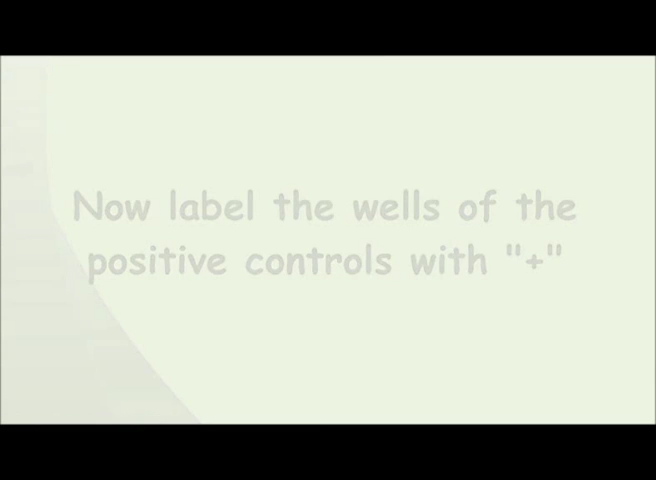 Now label the wells of the
positive controls with "+"